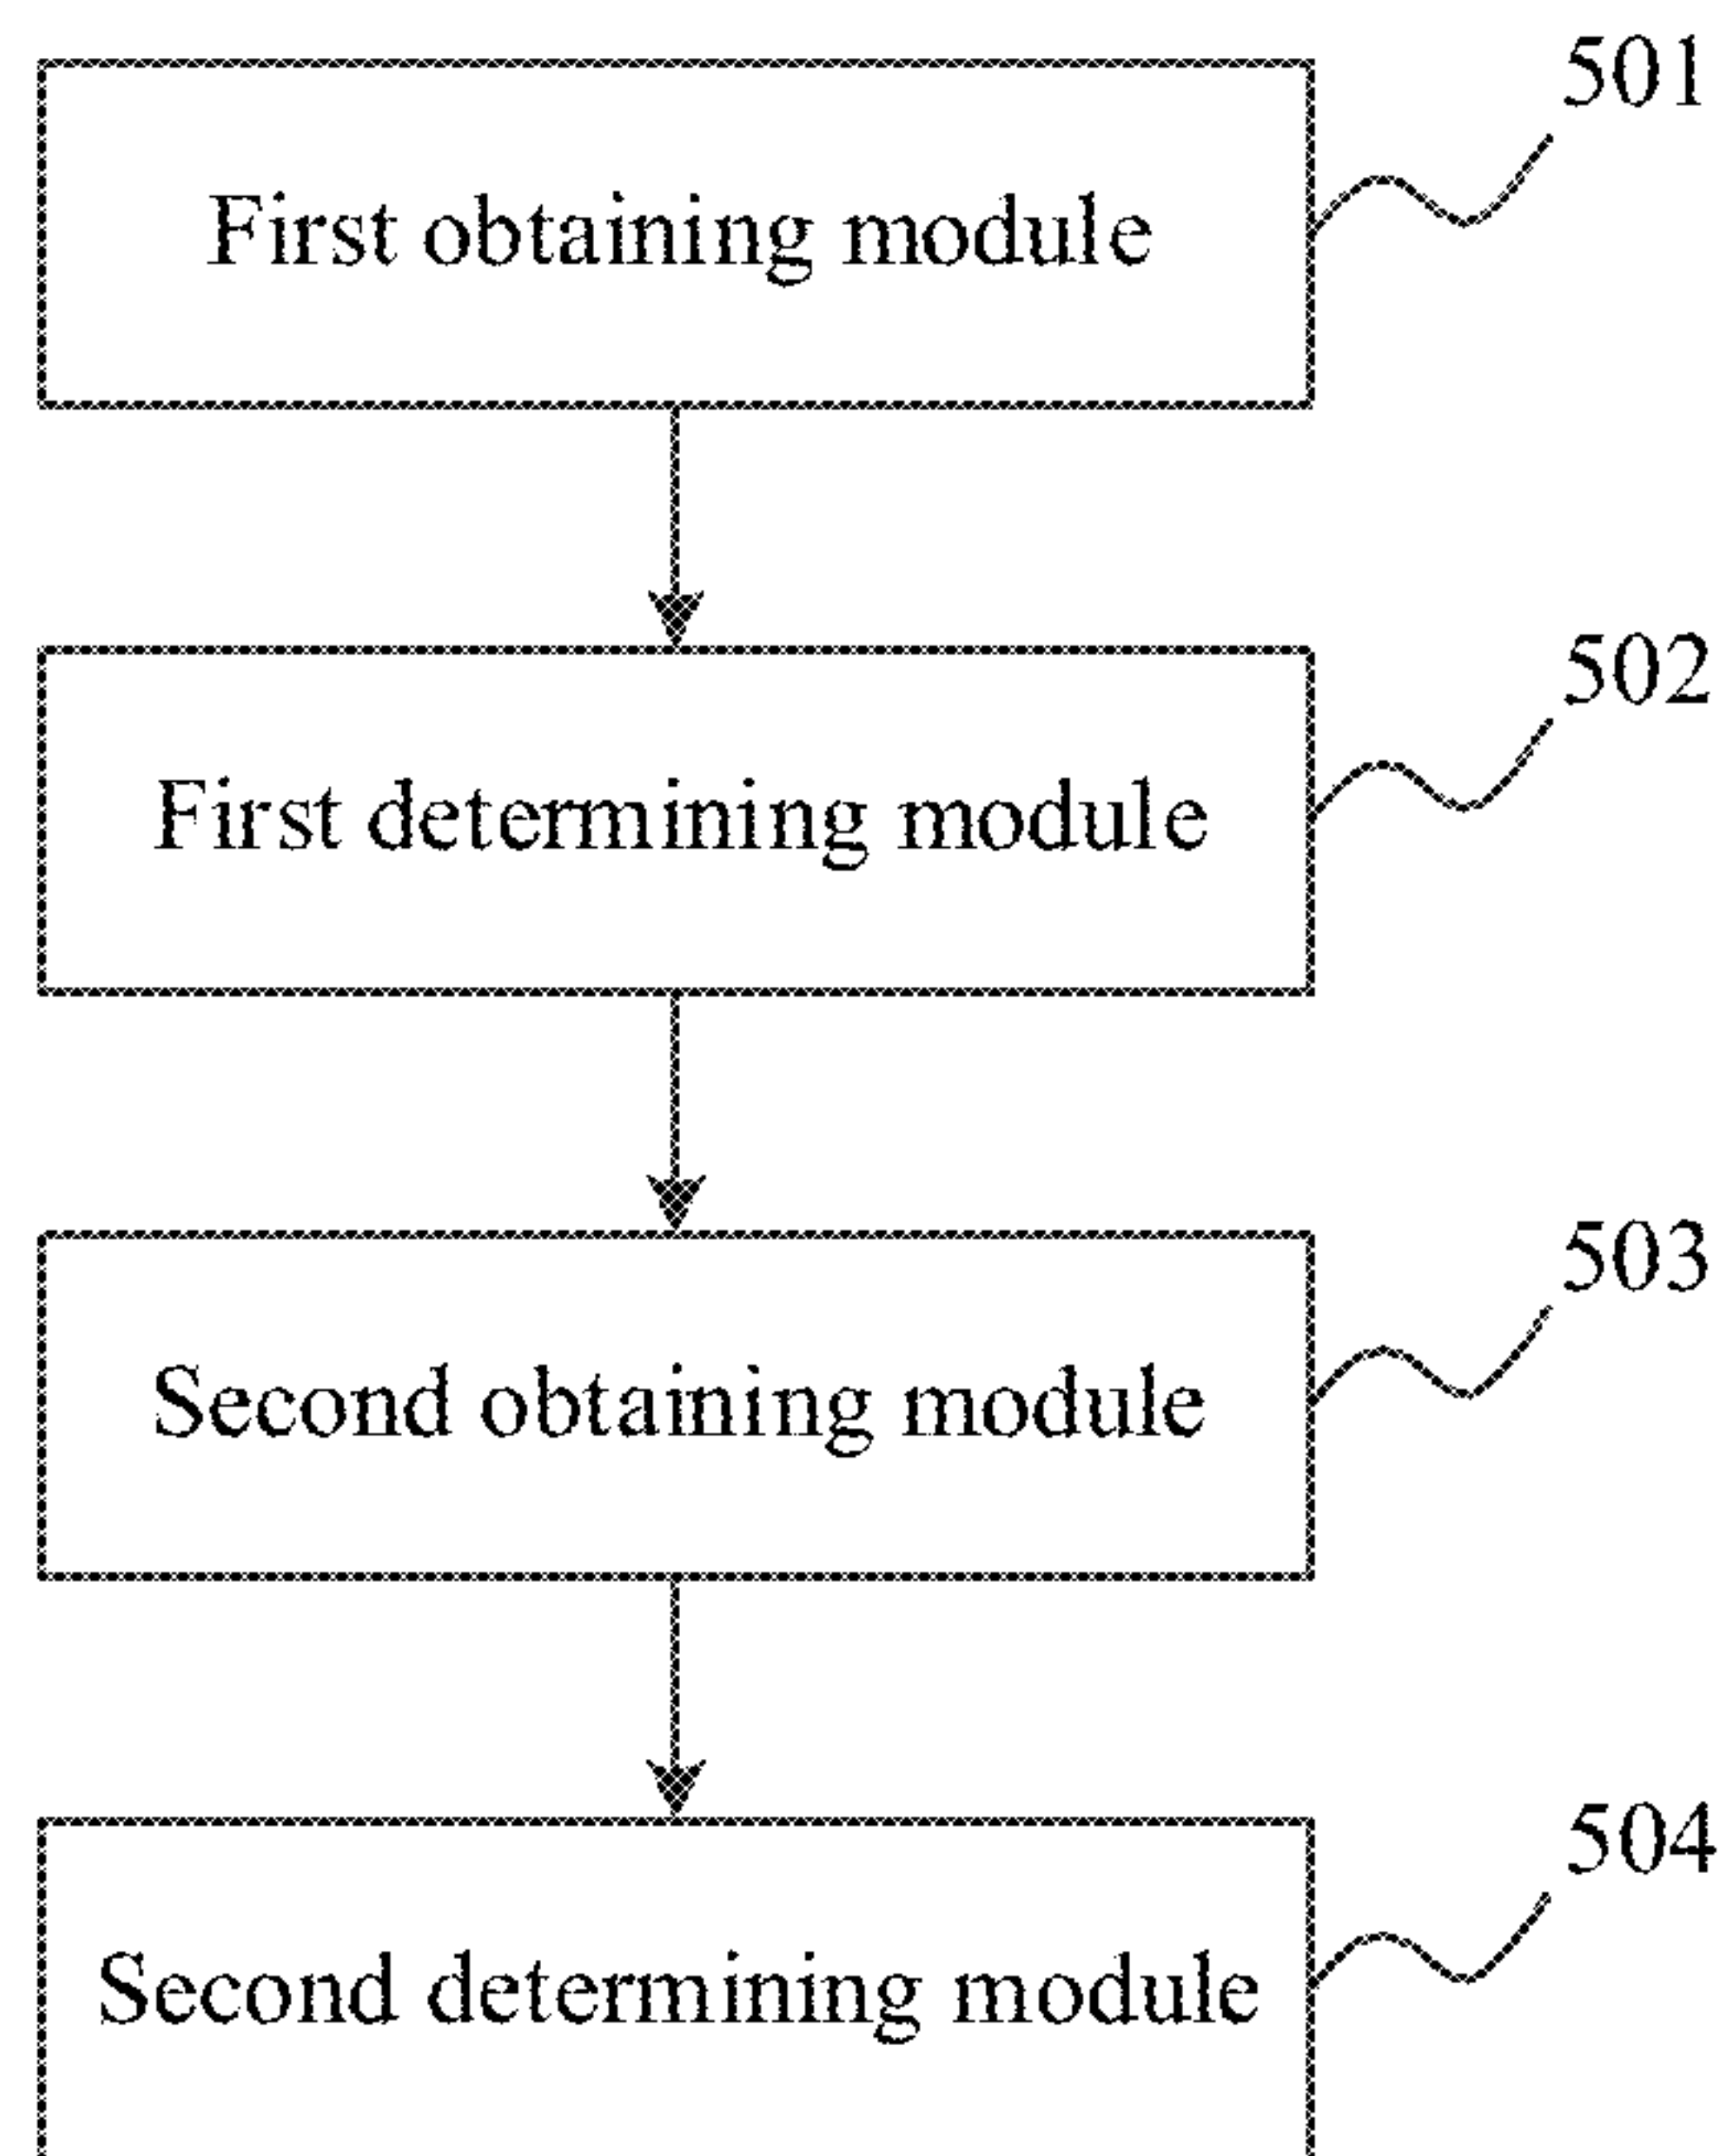 501
First obtaining module
502
First determining module
503
Second obtaining module
504
Second determining module